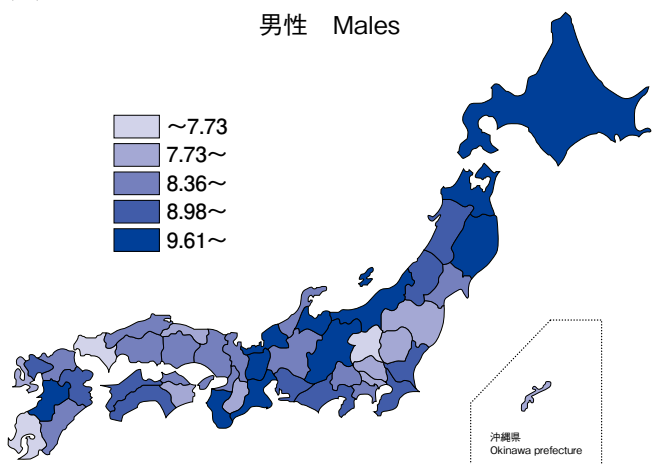 男性　Males
～7.73
7.73～
8.36～
8.98～
9.61～
沖縄県
Okinawa prefecture